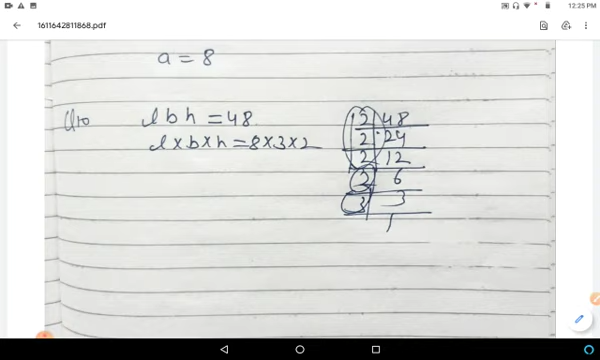 12:25 PM
1611642811868.pdf
a = 8
lbh = 48
l×b×h = 8×3×2
2 48
2 24
2 12
2 6
3 3
1